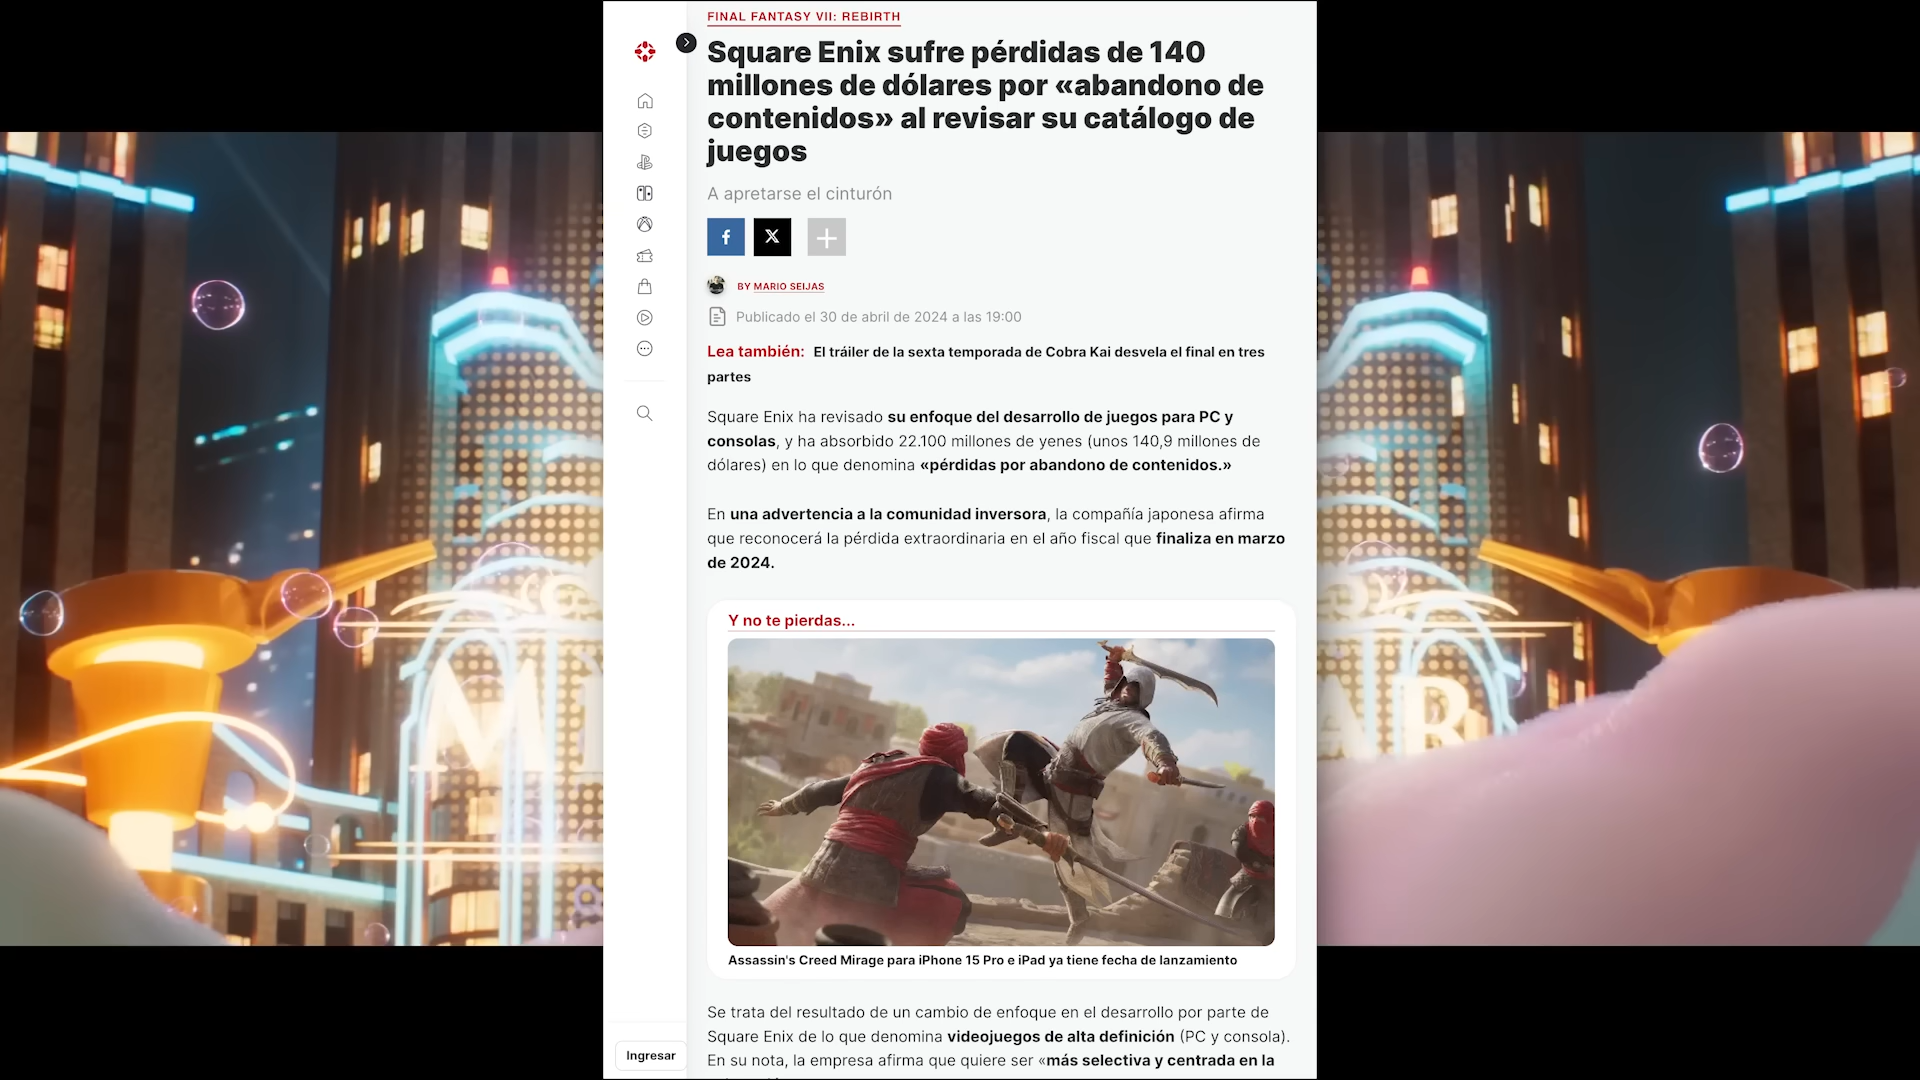 FINAL FANTASY VII: REBIRTH
Square Enix sufre pérdidas de 140
millones de dólares por «abandono de
contenidos» al revisar su catálogo de
juegos
A apretarse el cinturón
BY MARIO SEIJAS
Publicado el 30 de abril de 2024 a las 19:00
Lea también: El tráiler de la sexta temporada de Cobra Kai desvela el final en tres
partes
Square Enix ha revisado su enfoque del desarrollo de juegos para PC y
consolas, y ha absorbido 22.100 millones de yenes (unos 140,9 millones de
dólares) en lo que denomina «pérdidas por abandono de contenidos.»
En una advertencia a la comunidad inversora, la compañía japonesa afirma
que reconocerá la pérdida extraordinaria en el año fiscal que finaliza en marzo
de 2024.
Y no te pierdas...
Assassin's Creed Mirage para iPhone 15 Pro e iPad ya tiene fecha de lanzamiento
Se trata del resultado de un cambio de enfoque en el desarrollo por parte de
Square Enix de lo que denomina videojuegos de alta definición (PC y consola).
En su nota, la empresa afirma que quiere ser «más selectiva y centrada en la
Ingresar